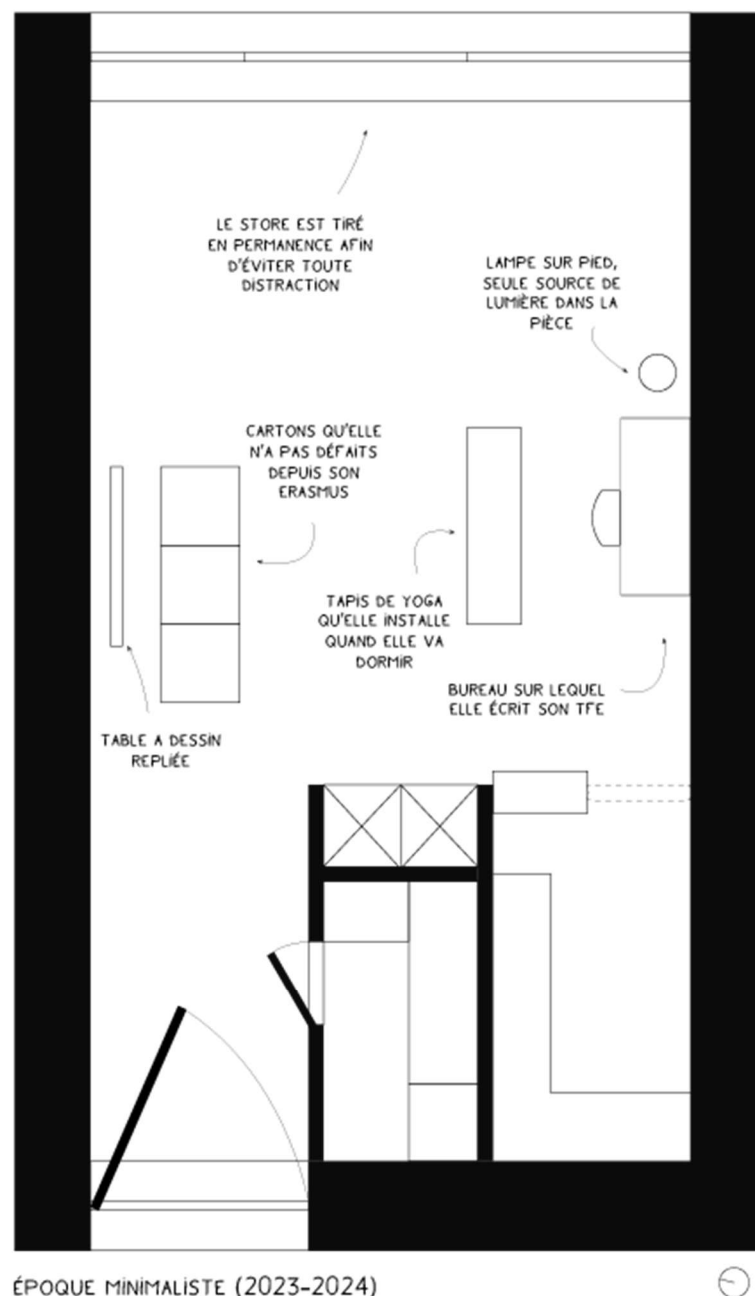 LE STORE EST TIRÉ
EN PERMANENCE AFIN
D'ÉVITER TOUTE
DISTRACTION
LAMPE SUR PIED,
SEULE SOURCE DE
LUMIÈRE DANS LA
PIÈCE
CARTONS QU'ELLE
N'A PAS DÉFAITS
DEPUIS SON
ERASMUS
TAPIS DE YOGA
QU'ELLE INSTALLE
QUAND ELLE VA
DORMIR
BUREAU SUR LEQUEL
ELLE ÉCRIT SON TFE
TABLE A DESSIN
REPLIÉE
ÉPOQUE MINIMALISTE (2023-2024)